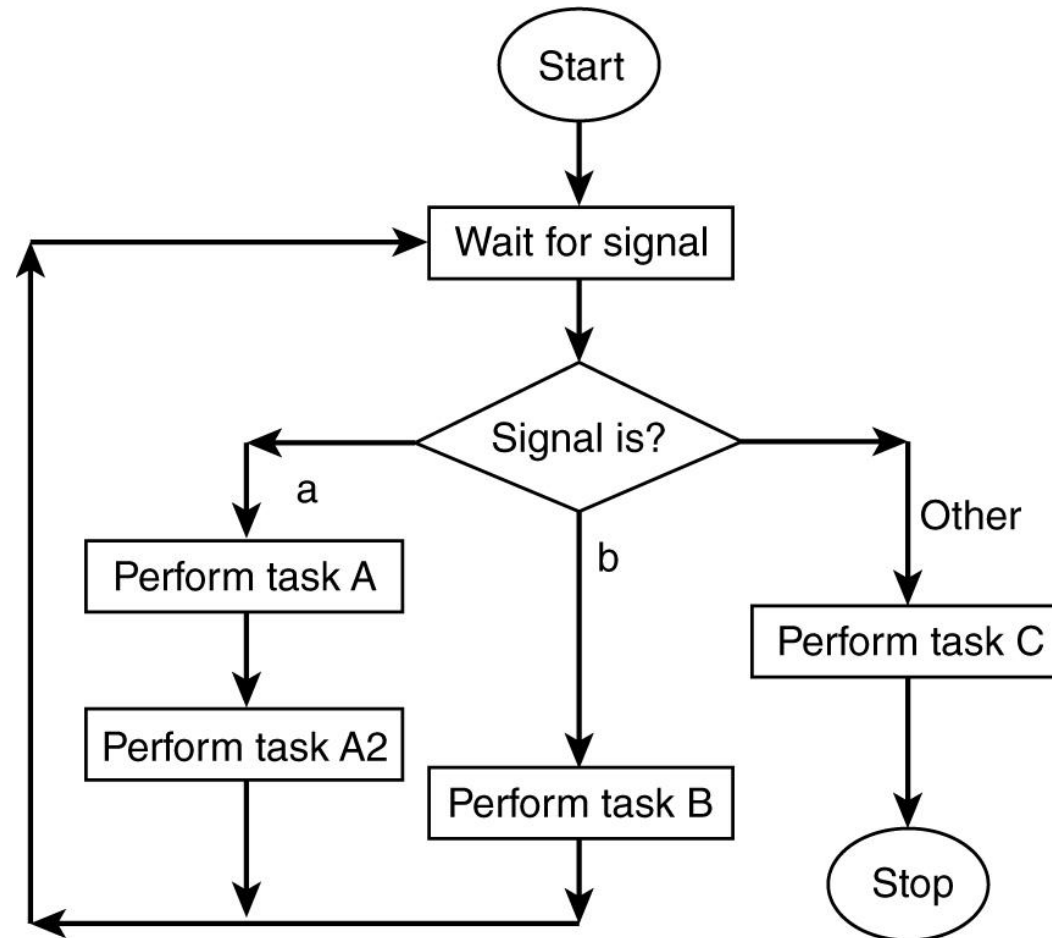 Start
Wait for signal
Signal is?
a
b
Other
Perform task A
Perform task C
Perform task A2
Perform task B
Stop